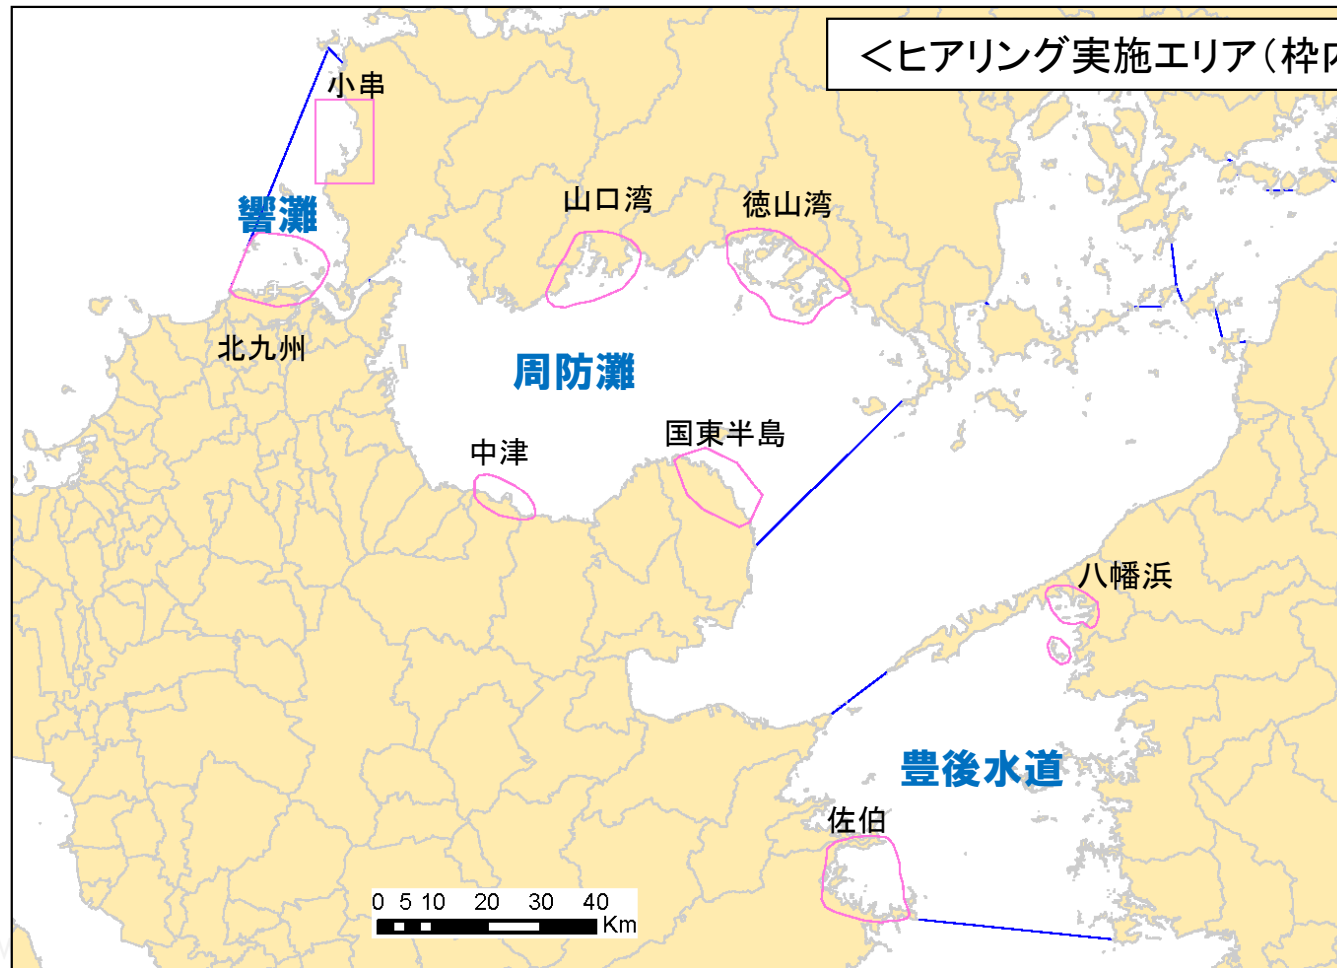 <ヒアリング実施エリア(枠内
小串
響灘
山口湾
徳山湾
北九州
周防灘
中津
国東半島
八幡浜
豊後水道
佐伯
0 5 10 20 30 40
Km